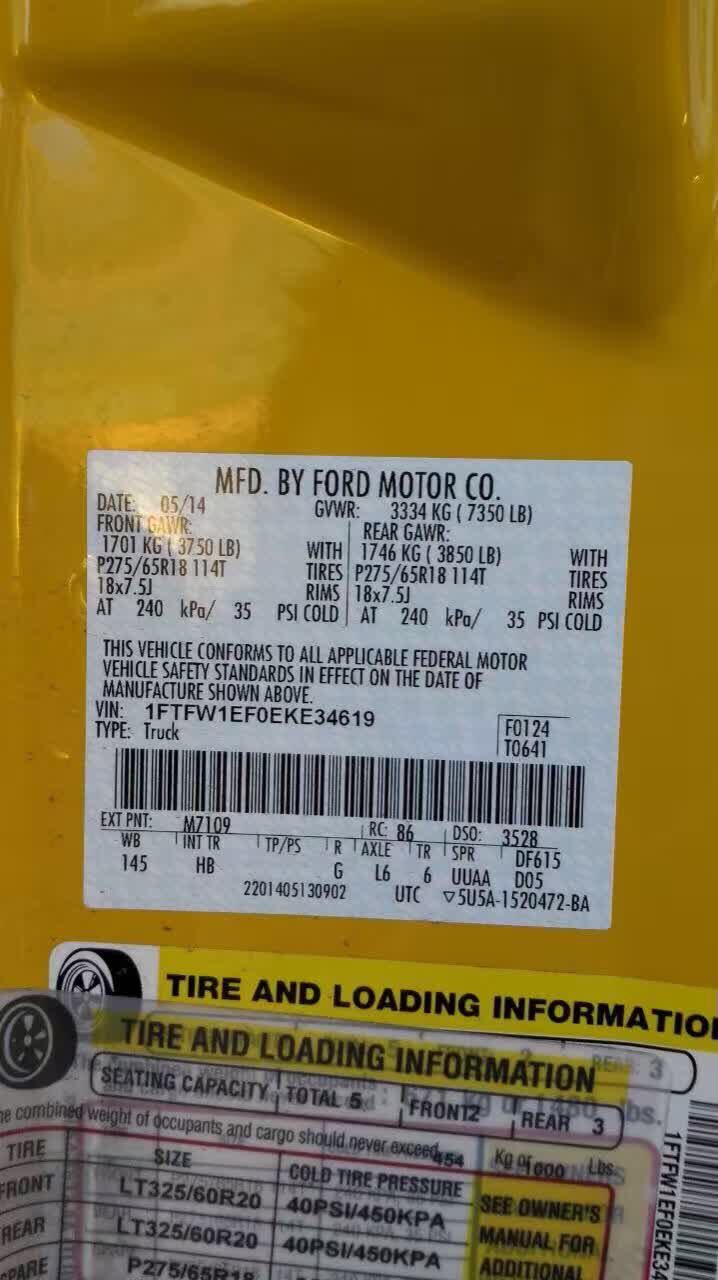 MFD. BY FORD MOTOR CO.
DATE: 05/14 GVWR: 3334 KG ( 7350 LB)
FRONT GAWR: REAR GAWR:
1701 KG ( 3750 LB) WITH 1746 KG ( 3850 LB) WITH
P275/65R18 114T TIRES P275/65R18 114T TIRES
18x7.5J RIMS 18x7.5J RIMS
AT 240 kPa/ 35 PSI COLD AT 240 kPa/ 35 PSI COLD
THIS VEHICLE CONFORMS TO ALL APPLICABLE FEDERAL MOTOR
VEHICLE SAFETY STANDARDS IN EFFECT ON THE DATE OF
MANUFACTURE SHOWN ABOVE.
VIN: 1FTFW1EF0EKE34619 F0124
TYPE: Truck T0641
EXT PNT: M7109 RC: 86 DSO: 3528
WB INT TR TP/PS R AXLE TR SPR DF615
145 HB G L6 6 UUAA D05
2201405130902 UTC ▽5U5A-1520472-BA
TIRE AND LOADING INFORMATIO
REAR: 3
TIRE AND LOADING INFORMATION
SEATING CAPACITY TOTAL 5 FRONT2 REAR 3
he combined weight of occupants and cargo should never exceed 454 Kg or 1000 Lbs.
TIRE SIZE COLD TIRE PRESSURE
FRONT LT325/60R20 40PSI/450KPA SEE OWNER'S
REAR LT325/60R20 40PSI/450KPA MANUAL FOR
SPARE P275/65R18 ADDITIONAL
1FTFW1EF0EKE34